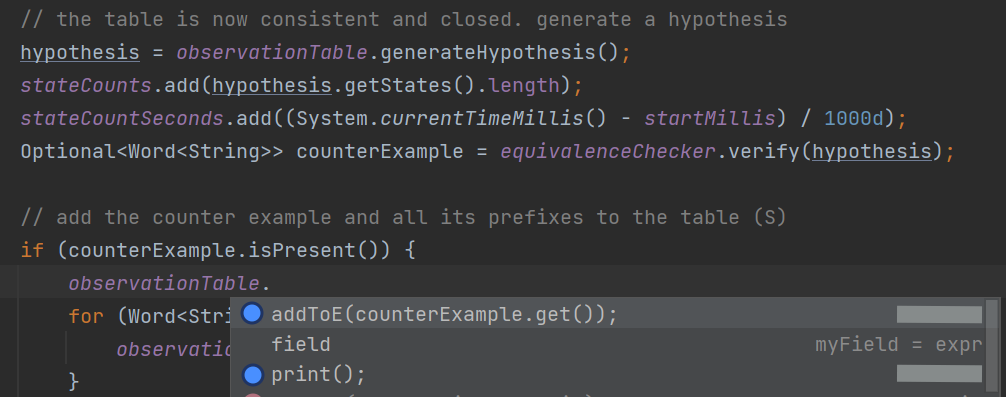 // the table is now consistent and closed. generate a hypothesis
hypothesis = observationTable.generateHypothesis();
stateCounts.add(hypothesis.getStates().length);
stateCountSeconds.add((System.currentTimeMillis() - startMillis) / 1000d);
Optional<Word<String>> counterExample = equivalenceChecker.verify(hypothesis);
// add the counter example and all its prefixes to the table (S)
if (counterExample.isPresent()) {
observationTable.
for (Word<Stri
addToE(counterExample.get());
observatio
field myField = expr
}
print();